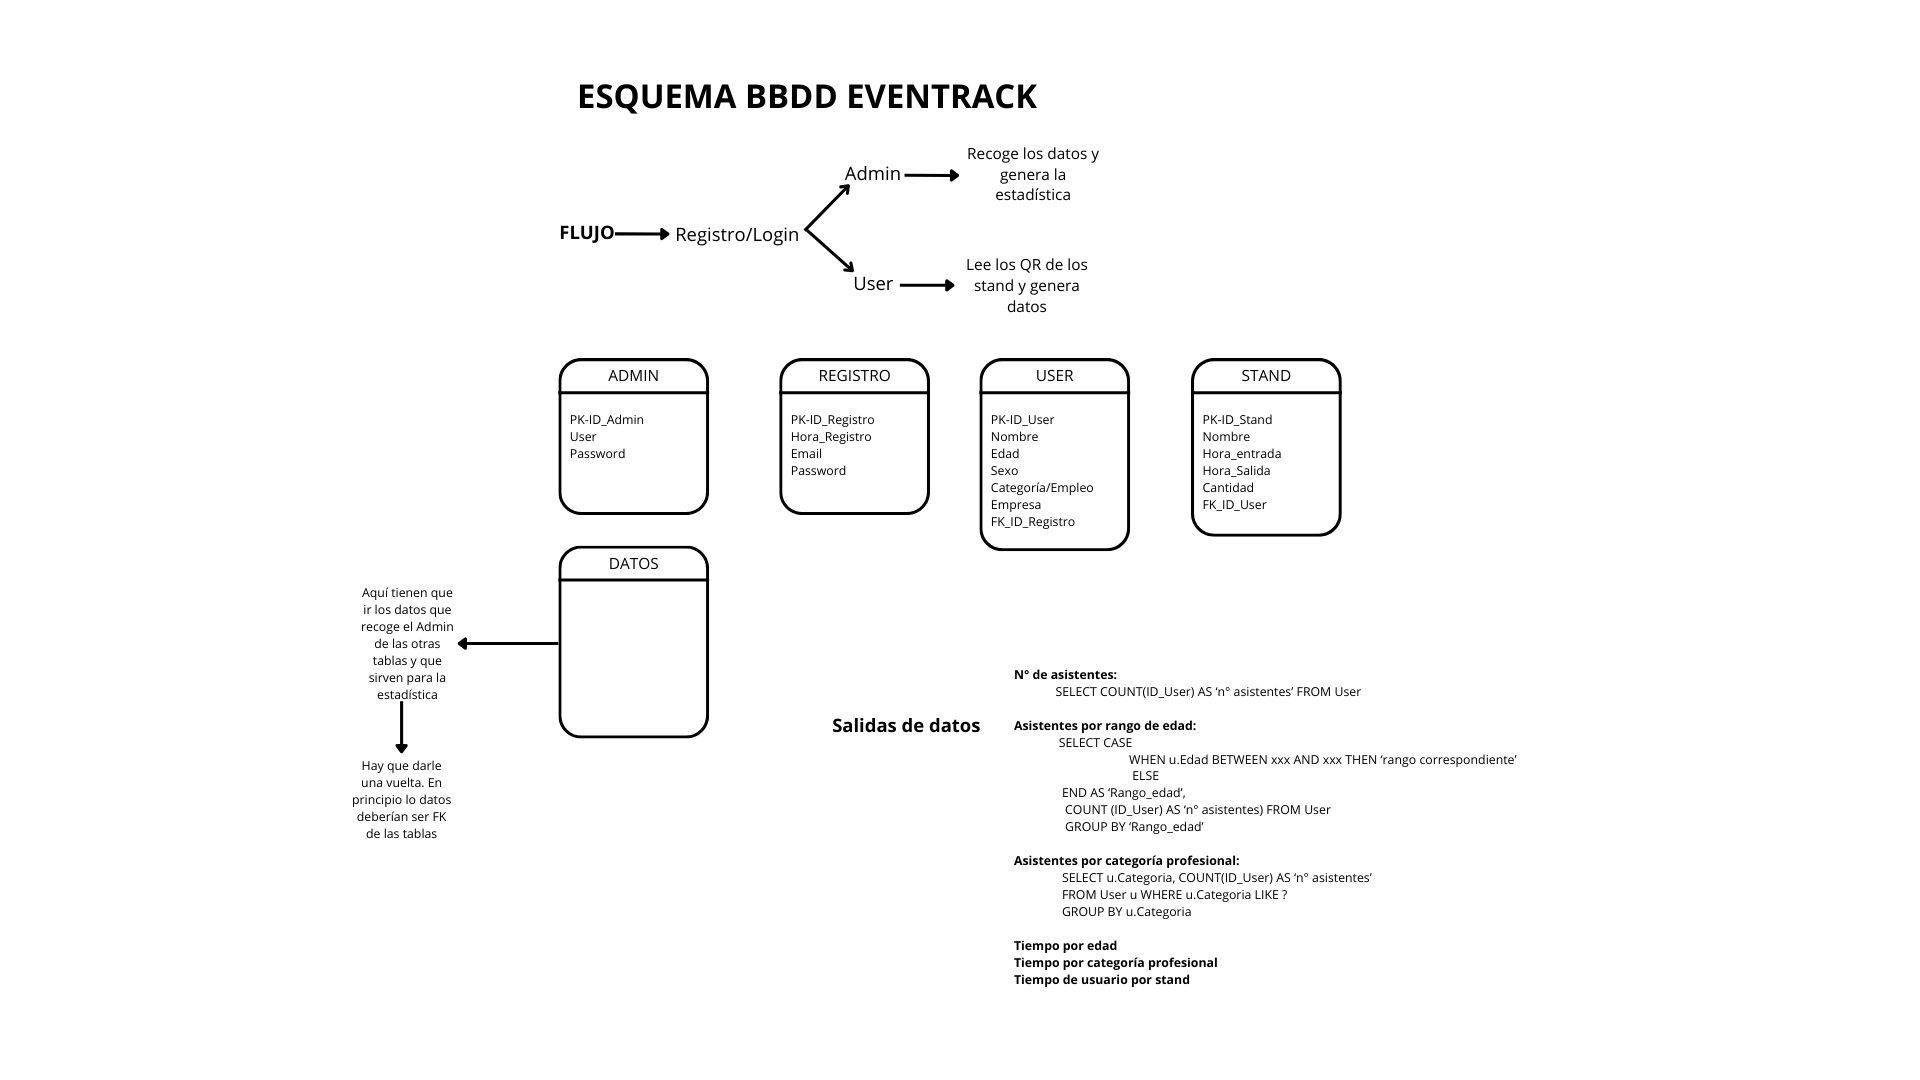 ESQUEMA BBDD EVENTRACK
Admin
Recoge los datos y
genera la
estadística
FLUJO
Registro/Login
User
Lee los QR de los
stand y genera
datos
ADMIN
PK-ID_Admin
User
Password
REGISTRO
PK-ID_Registro
Hora_Registro
Email
Password
USER
PK-ID_User
Nombre
Edad
Sexo
Categoría/Empleo
Empresa
FK_ID_Registro
STAND
PK-ID_Stand
Nombre
Hora_entrada
Hora_Salida
Cantidad
FK_ID_User
DATOS
Aquí tienen que
ir los datos que
recoge el Admin
de las otras
tablas y que
sirven para la
estadística
Hay que darle
una vuelta. En
principio lo datos
deberían ser FK
de las tablas
Salidas de datos
N° de asistentes:
SELECT COUNT(ID_User) AS ‘n° asistentes’ FROM User
Asistentes por rango de edad:
SELECT CASE
WHEN u.Edad BETWEEN xxx AND xxx THEN ‘rango correspondiente’
ELSE
END AS ‘Rango_edad’,
COUNT (ID_User) AS ‘n° asistentes) FROM User
GROUP BY ‘Rango_edad’
Asistentes por categoría profesional:
SELECT u.Categoria, COUNT(ID_User) AS ‘n° asistentes’
FROM User u WHERE u.Categoria LIKE ?
GROUP BY u.Categoria
Tiempo por edad
Tiempo por categoría profesional
Tiempo de usuario por stand